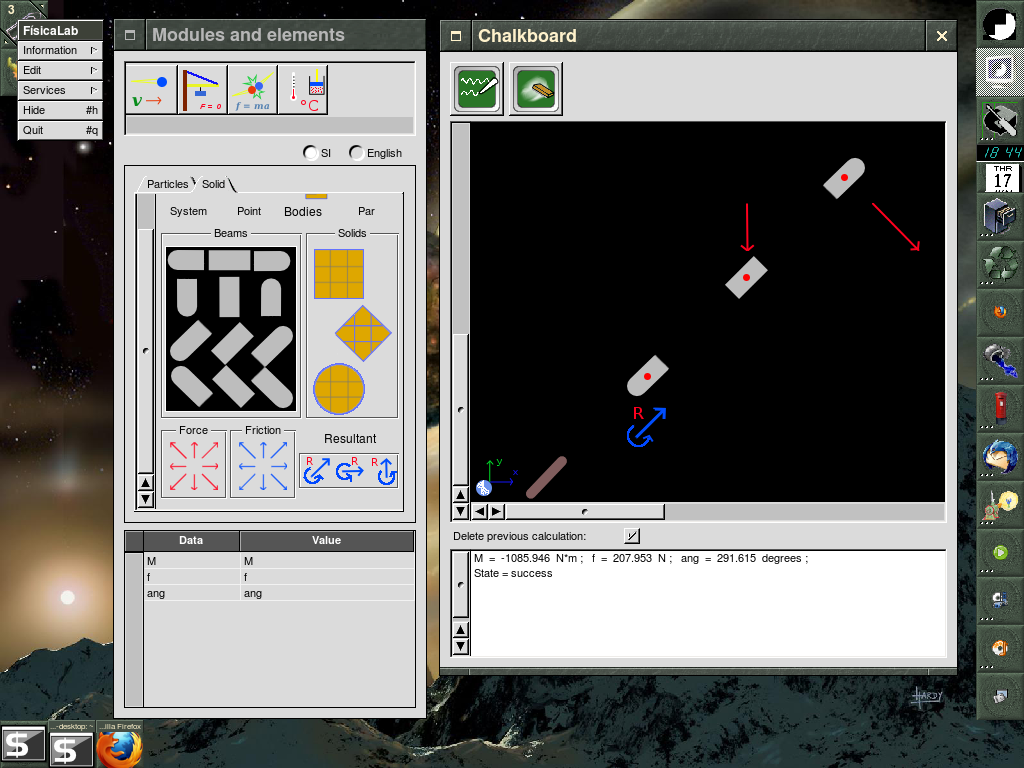 3
FísicaLab
Information
Edit
Services
Hide #h
Quit #q
Modules and elements
v
F = 0
f = ma
°C
SI
English
Particles
Solid
System
Point
Bodies
Par
Beams
Solids
Force
Friction
Resultant
R
R
R
Data
Value
M
M
f
f
ang
ang
Chalkboard
R
y
x
Delete previous calculation:
M = -1085.946 N*m ; f = 207.953 N ; ang = 291.615 degrees ;
State = success
18 44
THR
17
HARDY
$
...-desktop: ~
$
...illa Firefox